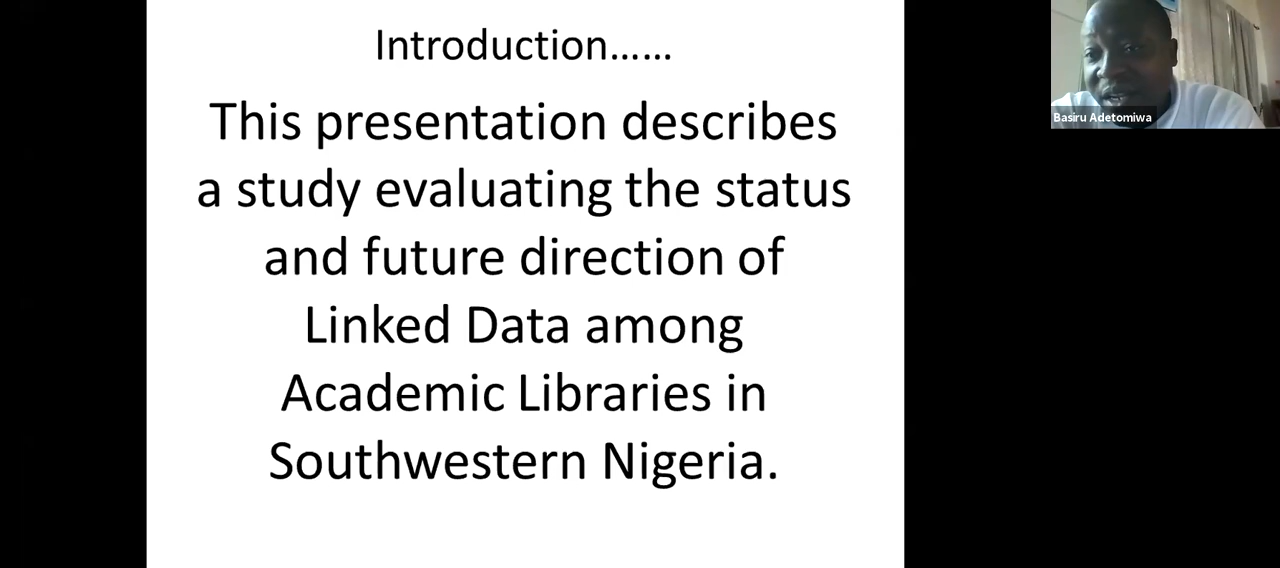 Introduction......
This presentation describes
a study evaluating the status
and future direction of
Linked Data among
Academic Libraries in
Southwestern Nigeria.
Basiru Adetomiwa